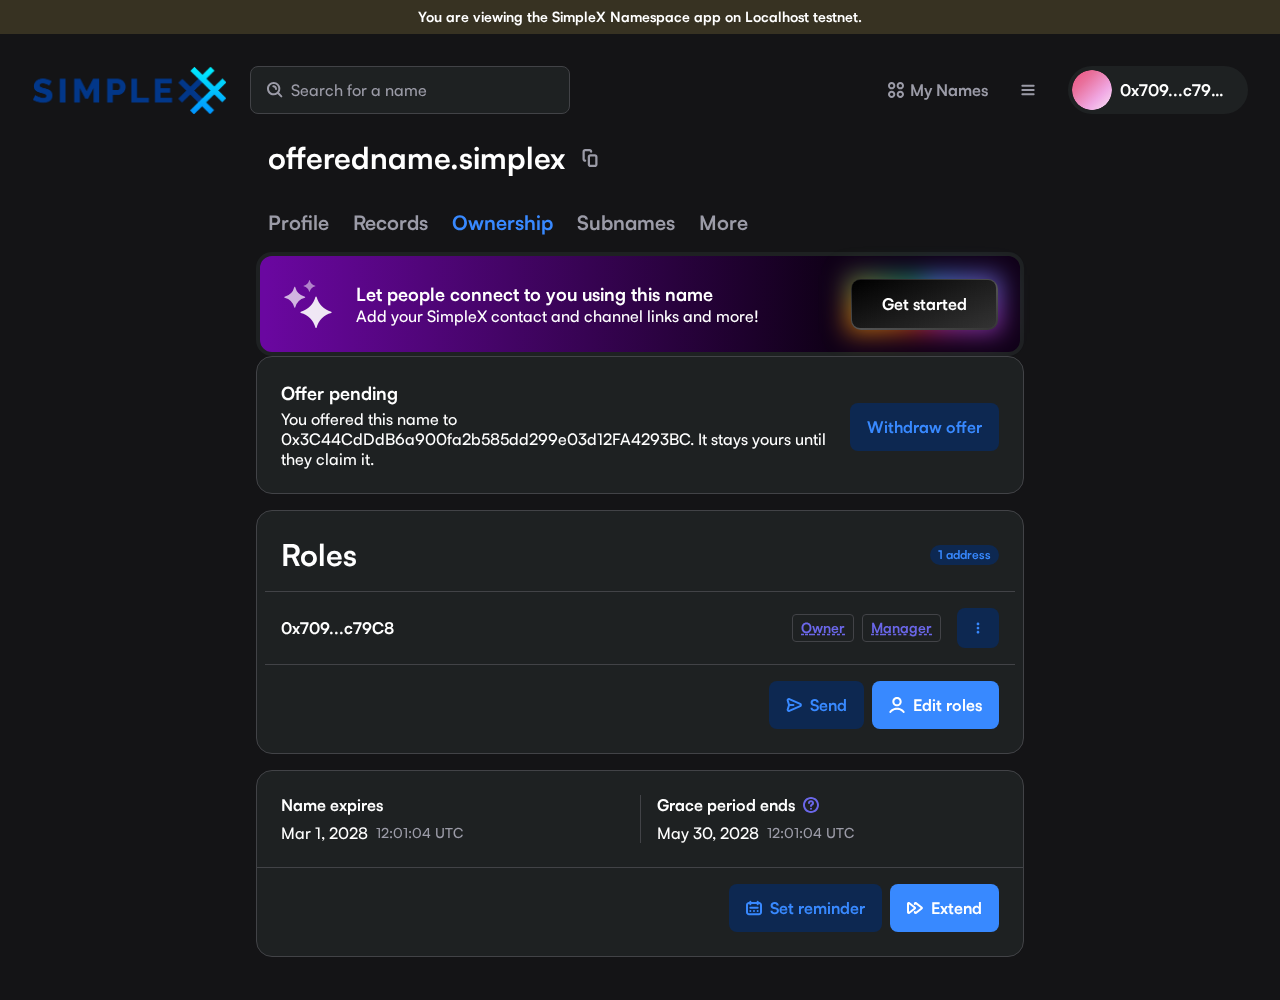 You are viewing the SimpleX Namespace app on Localhost testnet.
SIMPLEX
Search for a name
My Names
0x709...c79...
offeredname.simplex
Profile
Records
Ownership
Subnames
More
Let people connect to you using this name
Add your SimpleX contact and channel links and more!
Get started
Offer pending
You offered this name to
0x3C44CdDdB6a900fa2b585dd299e03d12FA4293BC. It stays yours until
they claim it.
Withdraw offer
Roles
1 address
0x709...c79C8
Owner
Manager
Send
Edit roles
Name expires
Mar 1, 2028 12:01:04 UTC
Grace period ends
May 30, 2028 12:01:04 UTC
Set reminder
Extend